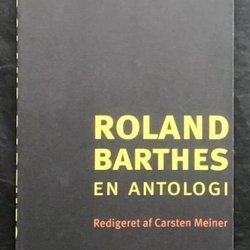 ROLAND
BARTHES
EN ANTOLOGI
Redigeret af Carsten Meiner